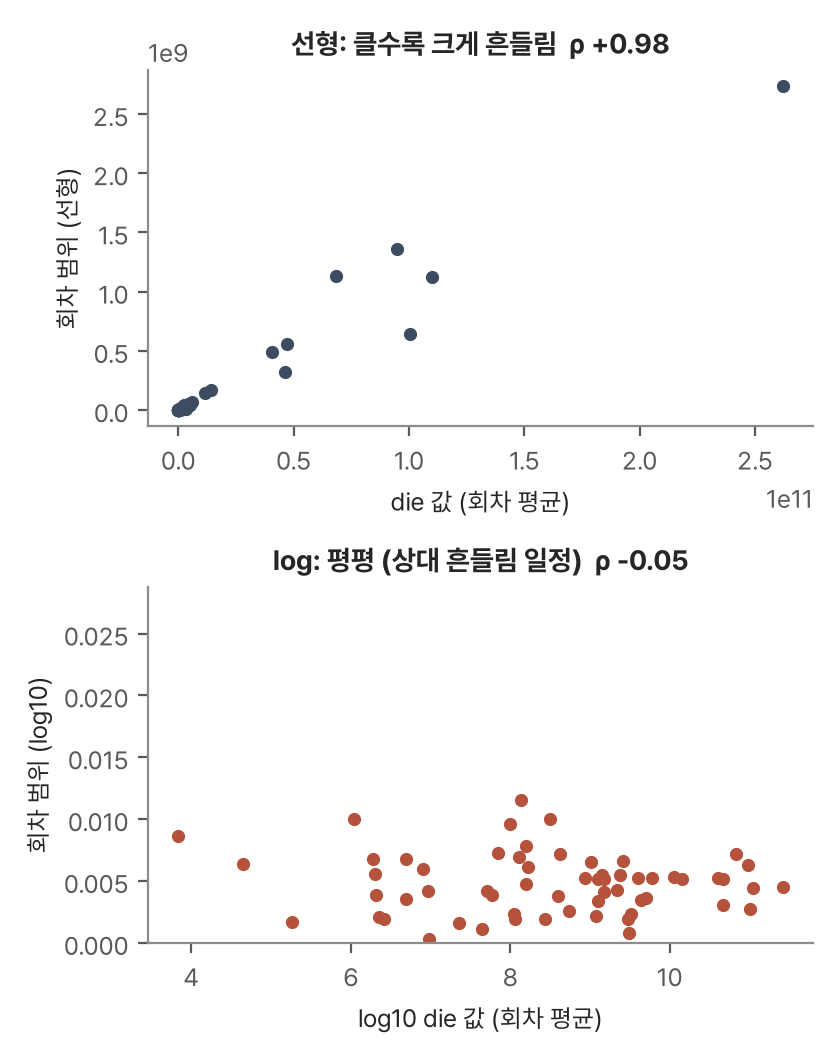 선형: 클수록 크게 흔들림 ρ +0.98
1e9
회차 범위 (선형)
2.5
2.0
1.5
1.0
0.5
0.0
0.0 0.5 1.0 1.5 2.0 2.5
1e11
die 값 (회차 평균)
log: 평평 (상대 흔들림 일정) ρ -0.05
회차 범위 (log10)
0.025
0.020
0.015
0.010
0.005
0.000
4 6 8 10
log10 die 값 (회차 평균)